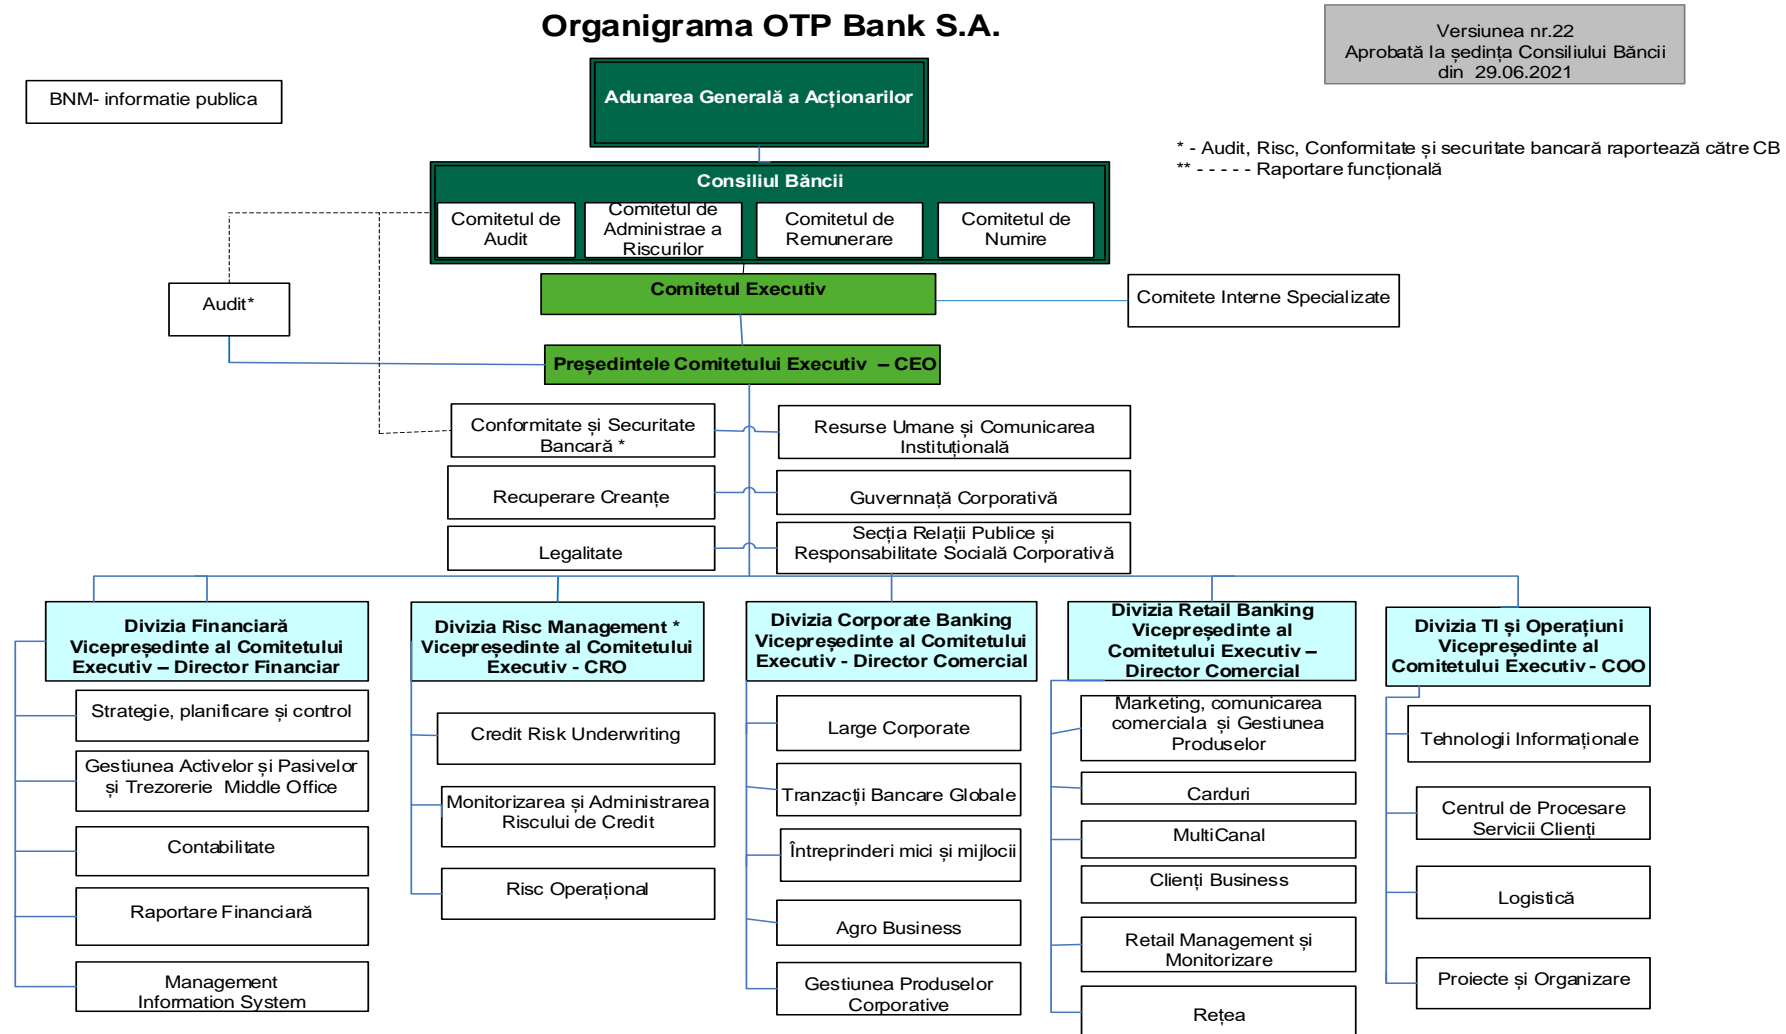 Organigrama OTP Bank S.A.
Versiunea nr.22
Aprobată la ședința Consiliului Băncii
din 29.06.2021
BNM- informatie publica
Adunarea Generală a Acționarilor
* - Audit, Risc, Conformitate și securitate bancară raportează către CB
** - - - - - Raportare funcțională
Consiliul Băncii
Comitetul de
Audit
Comitetul de
Administrae a
Riscurilor
Comitetul de
Remunerare
Comitetul de
Numire
Comitetul Executiv
Comitete Interne Specializate
Audit*
Președintele Comitetului Executiv – CEO
Conformitate și Securitate
Bancară *
Resurse Umane și Comunicarea
Instituțională
Recuperare Creanțe
Guvernnață Corporativă
Legalitate
Secția Relații Publice și
Responsabilitate Socială Corporativă
Divizia Financiară
Vicepreședinte al Comitetului
Executiv – Director Financiar
Strategie, planificare și control
Gestiunea Activelor și Pasivelor
și Trezorerie Middle Office
Contabilitate
Raportare Financiară
Management
Information System
Divizia Risc Management *
Vicepreședinte al Comitetului
Executiv - CRO
Credit Risk Underwriting
Monitorizarea și Administrarea
Riscului de Credit
Risc Operațional
Divizia Corporate Banking
Vicepreședinte al Comitetului
Executiv - Director Comercial
Large Corporate
Tranzacții Bancare Globale
Întreprinderi mici și mijlocii
Agro Business
Gestiunea Produselor
Corporative
Divizia Retail Banking
Vicepreședinte al
Comitetului Executiv –
Director Comercial
Marketing, comunicarea
comerciala și Gestiunea
Produselor
Carduri
MultiCanal
Clienți Business
Retail Management și
Monitorizare
Rețea
Divizia TI și Operațiuni
Vicepreședinte al
Comitetului Executiv - COO
Tehnologii Informaționale
Centrul de Procesare
Servicii Clienți
Logistică
Proiecte și Organizare